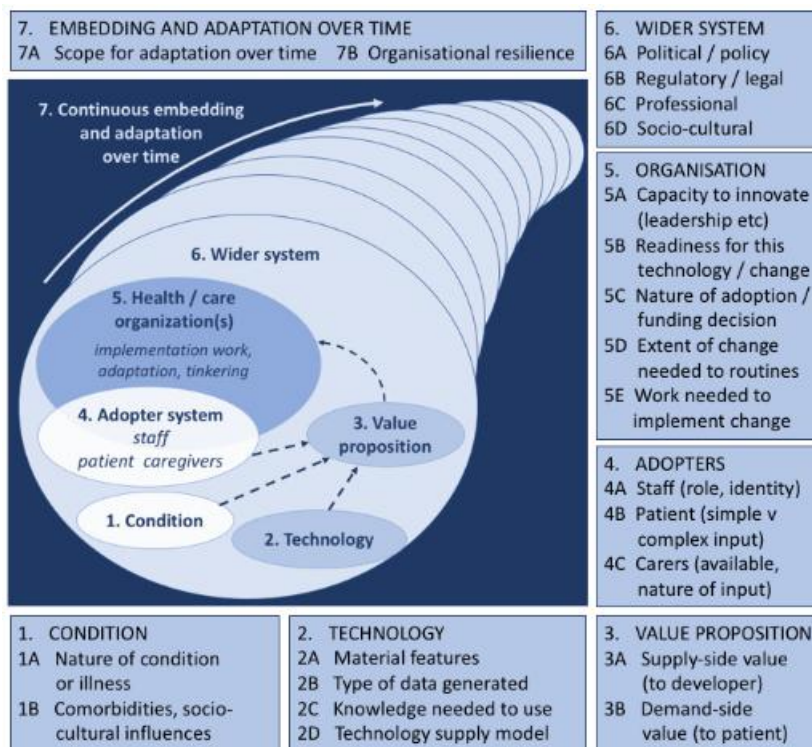 7. EMBEDDING AND ADAPTATION OVER TIME
7A Scope for adaptation over time 7B Organisational resilience
7. Continuous embedding
and adaptation
over time
6. Wider system
5. Health / care
organization(s)
implementation work,
adaptation, tinkering
4. Adopter system
staff
patient caregivers
3. Value
proposition
1. Condition
2. Technology
6. WIDER SYSTEM
6A Political / policy
6B Regulatory / legal
6C Professional
6D Socio-cultural
5. ORGANISATION
5A Capacity to innovate
(leadership etc)
5B Readiness for this
technology / change
5C Nature of adoption /
funding decision
5D Extent of change
needed to routines
5E Work needed to
implement change
4. ADOPTERS
4A Staff (role, identity)
4B Patient (simple v
complex input)
4C Carers (available,
nature of input)
1. CONDITION
1A Nature of condition
or illness
1B Comorbidities, socio-
cultural influences
2. TECHNOLOGY
2A Material features
2B Type of data generated
2C Knowledge needed to use
2D Technology supply model
3. VALUE PROPOSITION
3A Supply-side value
(to developer)
3B Demand-side
value (to patient)